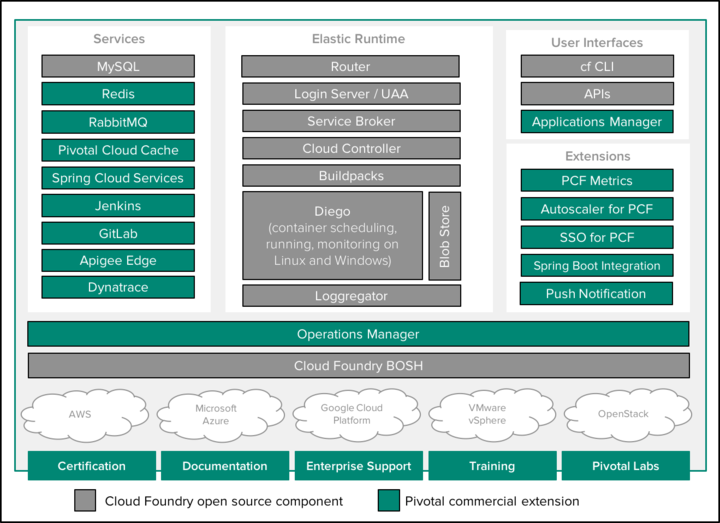 Services
MySQL
Redis
RabbitMQ
Pivotal Cloud Cache
Spring Cloud Services
Jenkins
GitLab
Apigee Edge
Dynatrace
Elastic Runtime
Router
Login Server / UAA
Service Broker
Cloud Controller
Buildpacks
Diego
(container scheduling,
running, monitoring on
Linux and Windows)
Blob Store
Loggregator
User Interfaces
cf CLI
APIs
Applications Manager
Extensions
PCF Metrics
Autoscaler for PCF
SSO for PCF
Spring Boot Integration
Push Notification
Operations Manager
Cloud Foundry BOSH
AWS
Microsoft
Azure
Google Cloud
Platform
VMware
vSphere
OpenStack
Certification
Documentation
Enterprise Support
Training
Pivotal Labs
Cloud Foundry open source component
Pivotal commercial extension